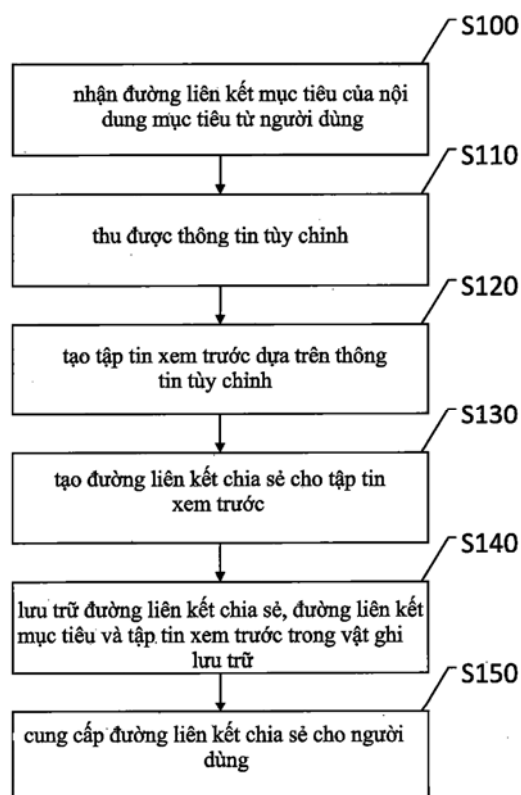 S100
nhận đường liên kết mục tiêu của nội
dung mục tiêu từ người dùng
S110
thu được thông tin tùy chỉnh
S120
tạo tập tin xem trước dựa trên thông
tin tùy chỉnh
S130
tạo đường liên kết chia sẻ cho tập tin
xem trước
S140
lưu trữ đường liên kết chia sẻ, đường liên kết
mục tiêu và tập tin xem trước trong vật ghi
lưu trữ
S150
cung cấp đường liên kết chia sẻ cho người
dùng